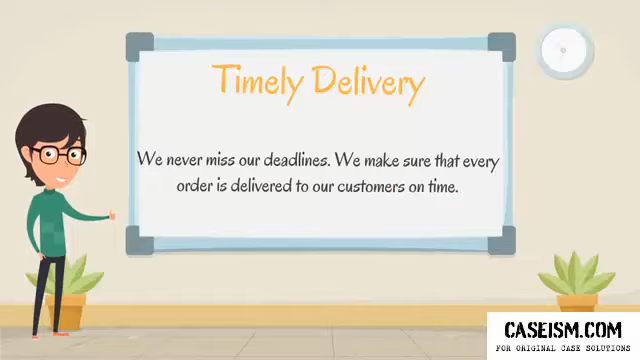 Timely Delivery
We never miss our deadlines. We make sure that every
order is delivered to our customers on time.
CASEISM.COM
FOR ORIGINAL CASE SOLUTIONS